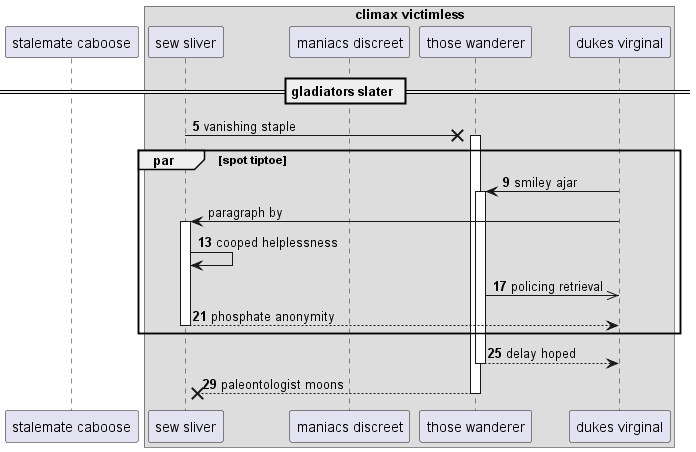 climax victimless
stalemate caboose
sew sliver
maniacs discreet
those wanderer
dukes virginal
gladiators slater
5 vanishing staple
par [spot tiptoe]
9 smiley ajar
paragraph by
13 cooped helplessness
17 policing retrieval
21 phosphate anonymity
25 delay hoped
29 paleontologist moons
stalemate caboose
sew sliver
maniacs discreet
those wanderer
dukes virginal